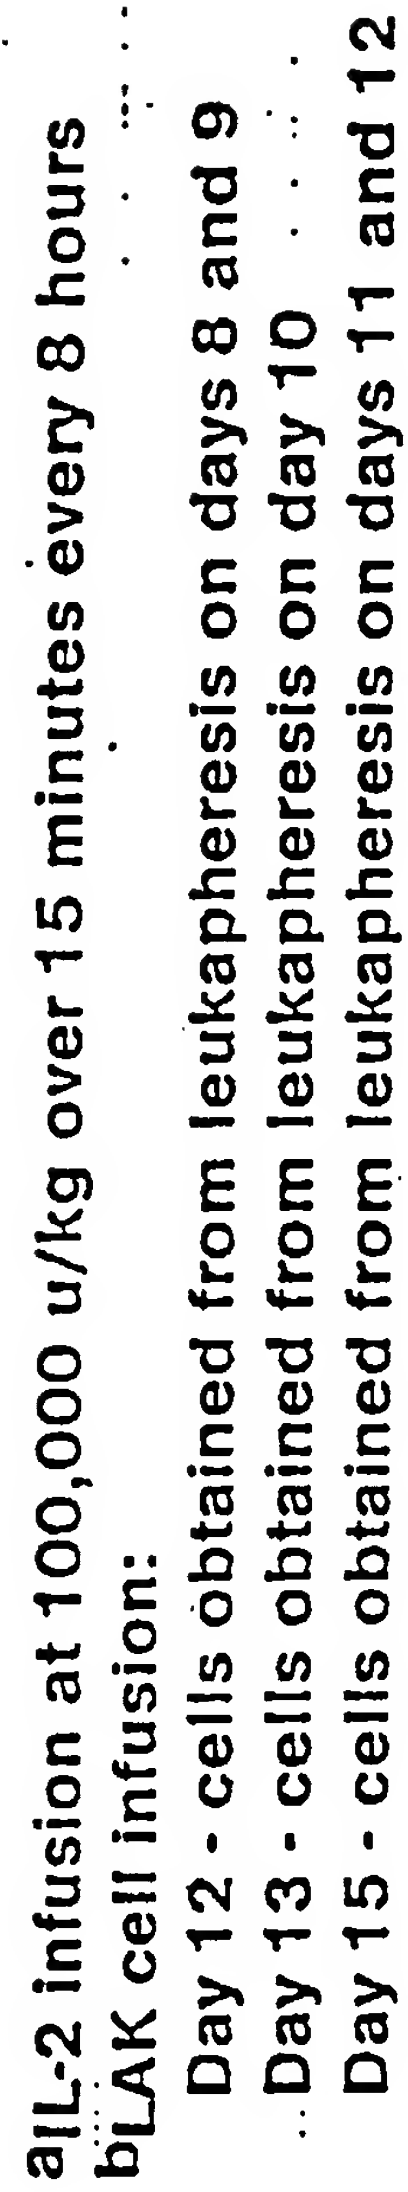 aIL-2 infusion at 100,000 u/kg over 15 minutes every 8 hours
bLAK cell infusion:
Day 12 - cells obtained from leukapheresis on days 8 and 9
Day 13 - cells obtained from leukapheresis on day 10
Day 15 - cells obtained from leukapheresis on days 11 and 12